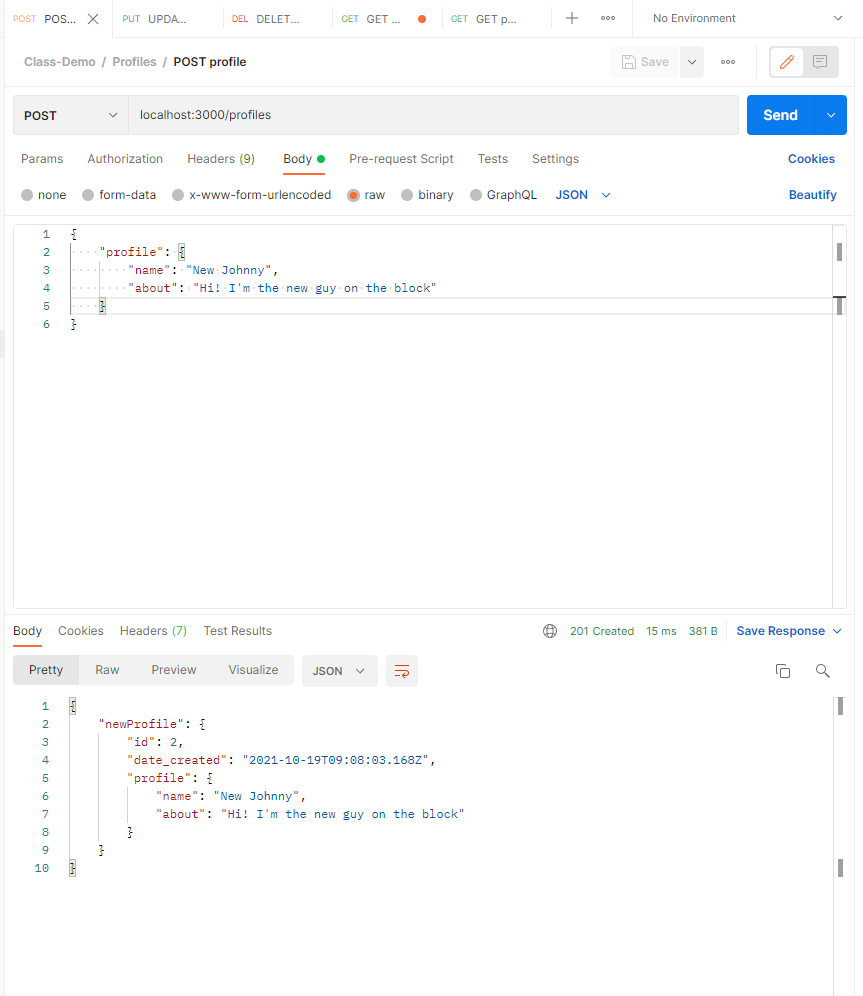 POST POS... PUT UPDA... DEL DELET... GET GET ... GET GET p... No Environment
Class-Demo / Profiles / POST profile Save
POST localhost:3000/profiles Send
Params Authorization Headers (9) Body Pre-request Script Tests Settings Cookies
none form-data x-www-form-urlencoded raw binary GraphQL JSON Beautify
1 {
2 "profile": {
3 "name": "New Johnny",
4 "about": "Hi! I'm the new guy on the block"
5 }
6 }
Body Cookies Headers (7) Test Results 201 Created 15 ms 381 B Save Response
Pretty Raw Preview Visualize JSON
1 {
2 "newProfile": {
3 "id": 2,
4 "date_created": "2021-10-19T09:08:03.168Z",
5 "profile": {
6 "name": "New Johnny",
7 "about": "Hi! I'm the new guy on the block"
8 }
9 }
10 }